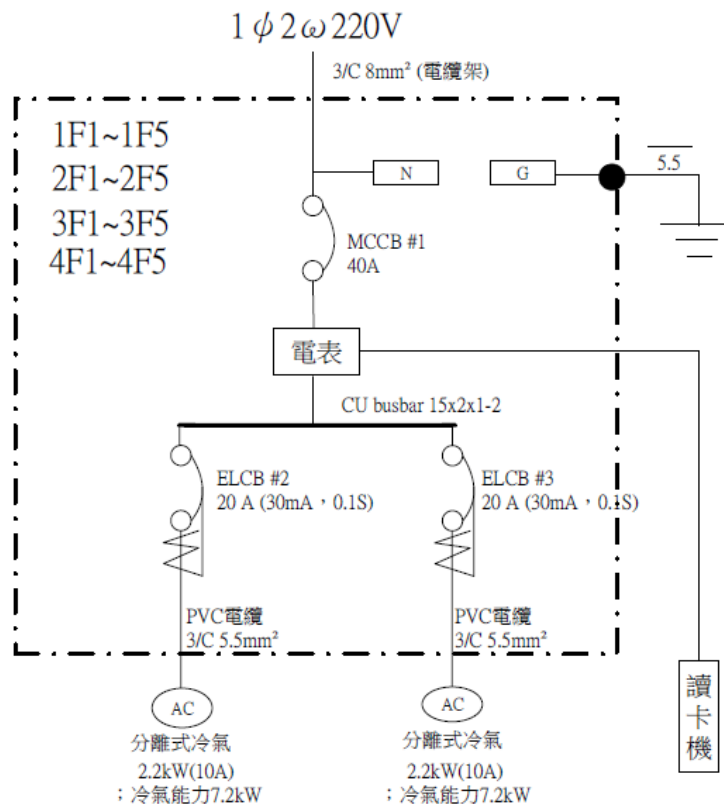 1φ2ω220V
3/C 8mm² (電纜架)
1F1~1F5
2F1~2F5
3F1~3F5
4F1~4F5
N
G
5.5
MCCB #1
40A
電表
CU busbar 15x2x1-2
ELCB #2
20 A (30mA，0.1S)
ELCB #3
20 A (30mA，0.1S)
PVC電纜
3/C 5.5mm²
PVC電纜
3/C 5.5mm²
讀卡機
AC
分離式冷氣
2.2kW(10A)
；冷氣能力7.2kW
AC
分離式冷氣
2.2kW(10A)
；冷氣能力7.2kW